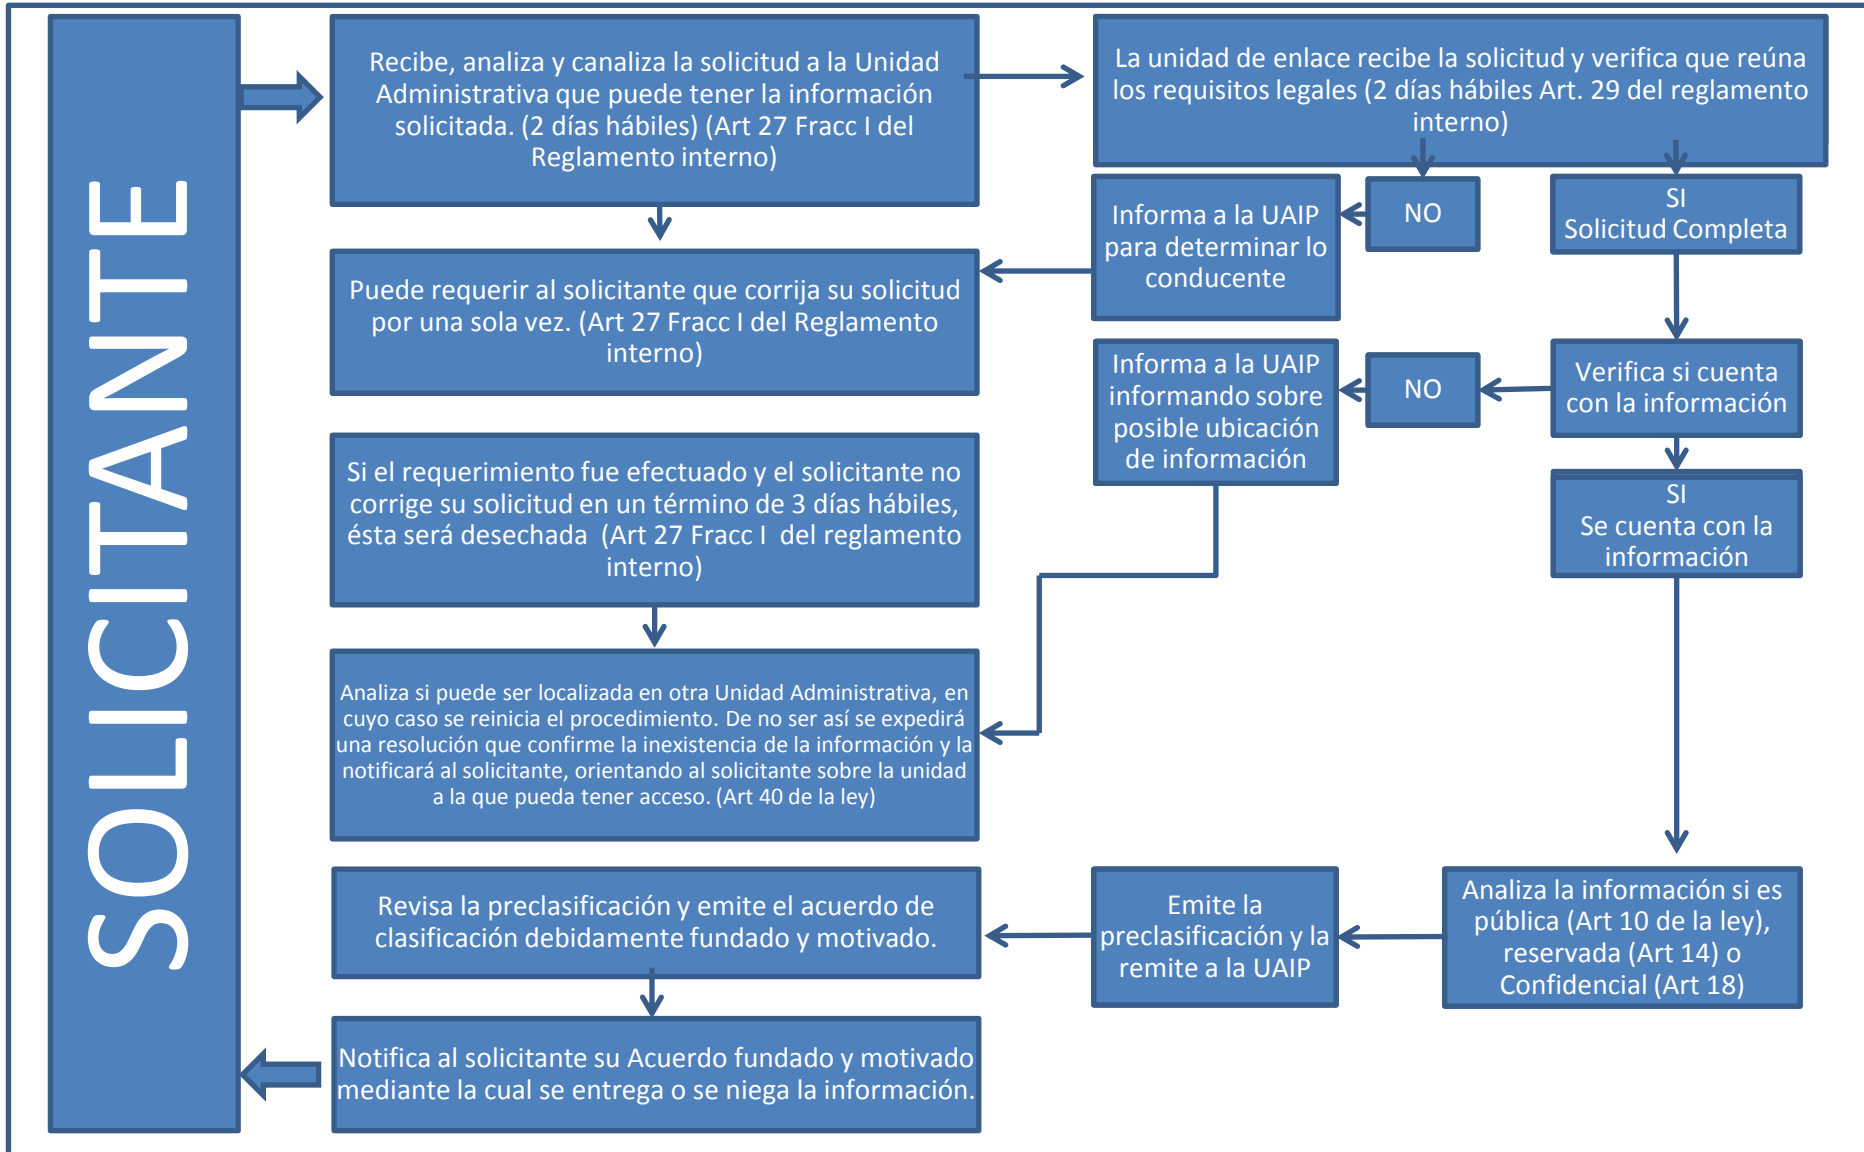 SOLICITANTE
Recibe, analiza y canaliza la solicitud a la Unidad
Administrativa que puede tener la información
solicitada. (2 días hábiles) (Art 27 Fracc I del
Reglamento interno)
La unidad de enlace recibe la solicitud y verifica que reúna
los requisitos legales (2 días hábiles Art. 29 del reglamento
interno)
Informa a la UAIP
para determinar lo
conducente
NO
SI
Solicitud Completa
Puede requerir al solicitante que corrija su solicitud
por una sola vez. (Art 27 Fracc I del Reglamento
interno)
Informa a la UAIP
informando sobre
posible ubicación
de información
NO
Verifica si cuenta
con la información
Si el requerimiento fue efectuado y el solicitante no
corrige su solicitud en un término de 3 días hábiles,
ésta será desechada (Art 27 Fracc I del reglamento
interno)
SI
Se cuenta con la
información
Analiza si puede ser localizada en otra Unidad Administrativa, en
cuyo caso se reinicia el procedimiento. De no ser así se expedirá
una resolución que confirme la inexistencia de la información y la
notificará al solicitante, orientando al solicitante sobre la unidad
a la que pueda tener acceso. (Art 40 de la ley)
Revisa la preclasificación y emite el acuerdo de
clasificación debidamente fundado y motivado.
Emite la
preclasificación y la
remite a la UAIP
Analiza la información si es
pública (Art 10 de la ley),
reservada (Art 14) o
Confidencial (Art 18)
Notifica al solicitante su Acuerdo fundado y motivado
mediante la cual se entrega o se niega la información.